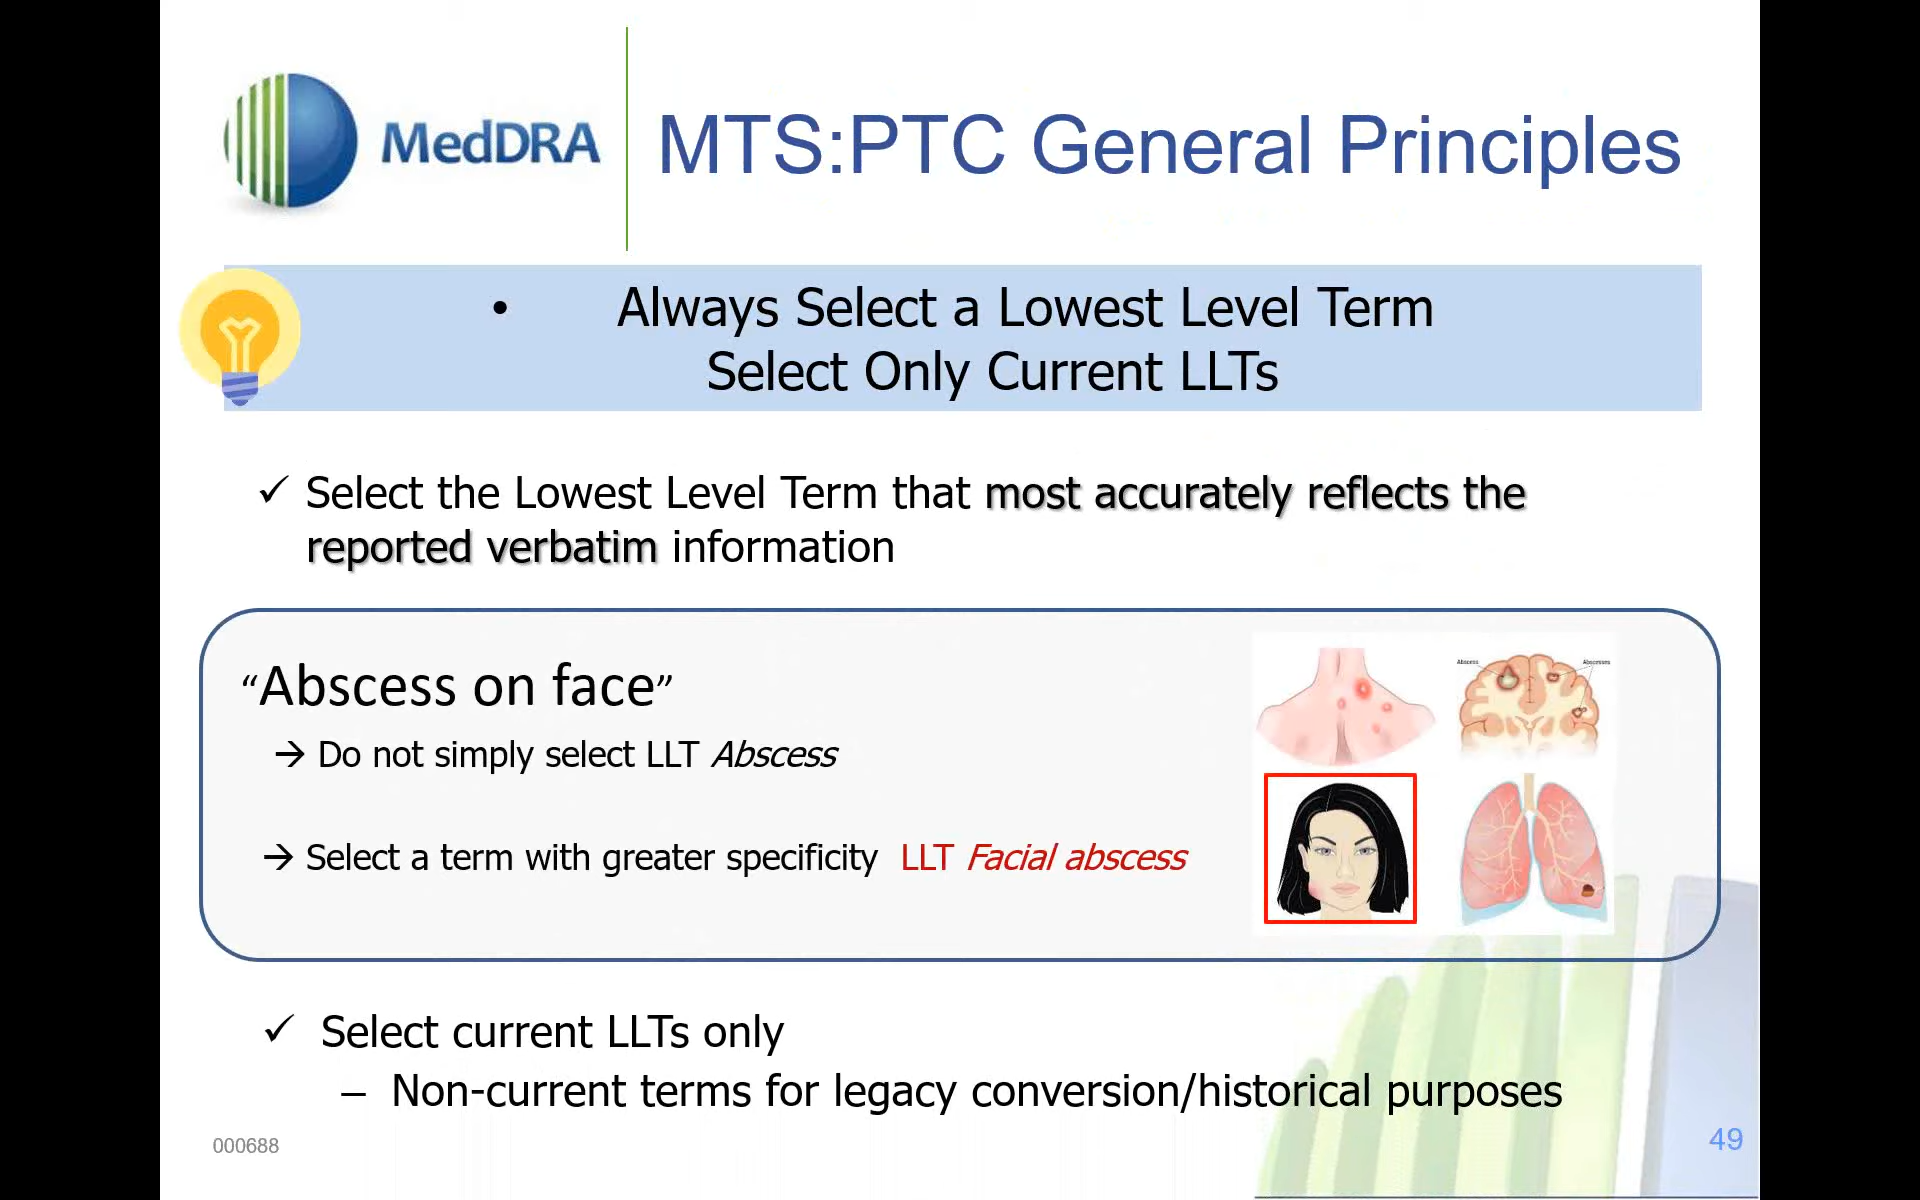 MedDRA
MTS:PTC General Principles
• Always Select a Lowest Level Term
Select Only Current LLTs
✓ Select the Lowest Level Term that most accurately reflects the
reported verbatim information
“Abscess on face”
→ Do not simply select LLT Abscess
→ Select a term with greater specificity LLT Facial abscess
Abscess
Abscesses
✓ Select current LLTs only
– Non-current terms for legacy conversion/historical purposes
000688
49